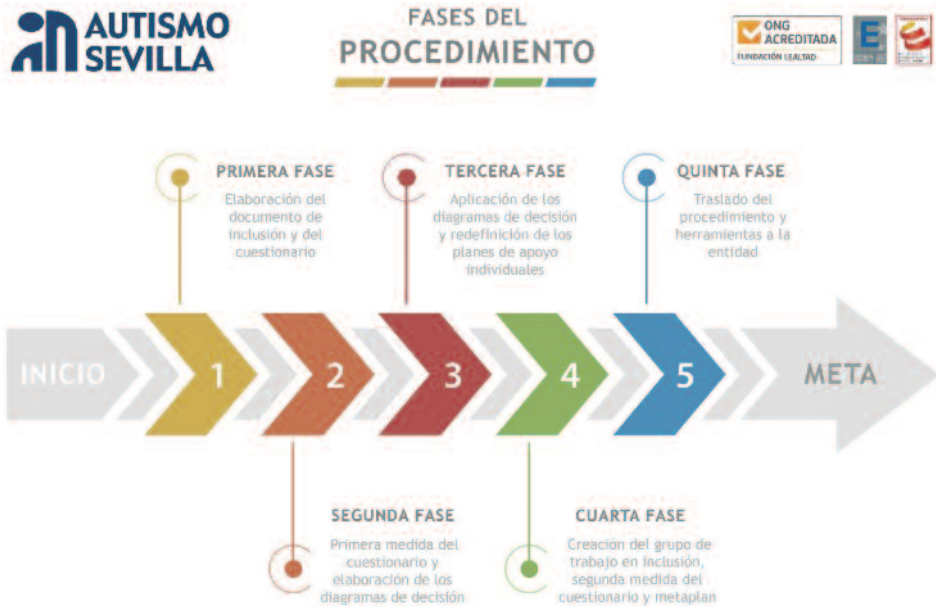 AUTISMO
SEVILLA
FASES DEL
PROCEDIMIENTO
ONG
ACREDITADA
FUNDACIÓN LEALTAD
E
PRIMERA FASE
Elaboración del
documento de
inclusión y del
cuestionario
TERCERA FASE
Aplicación de los
diagramas de decisión
y redefinición de los
planes de apoyo
individuales
QUINTA FASE
Traslado del
procedimiento y
herramientas a la
entidad
INICIO
1
2
3
4
5
META
SEGUNDA FASE
Primera medida del
cuestionario y
elaboración de los
diagramas de decisión
CUARTA FASE
Creación del grupo de
trabajo en inclusión,
segunda medida del
cuestionario y metaplan